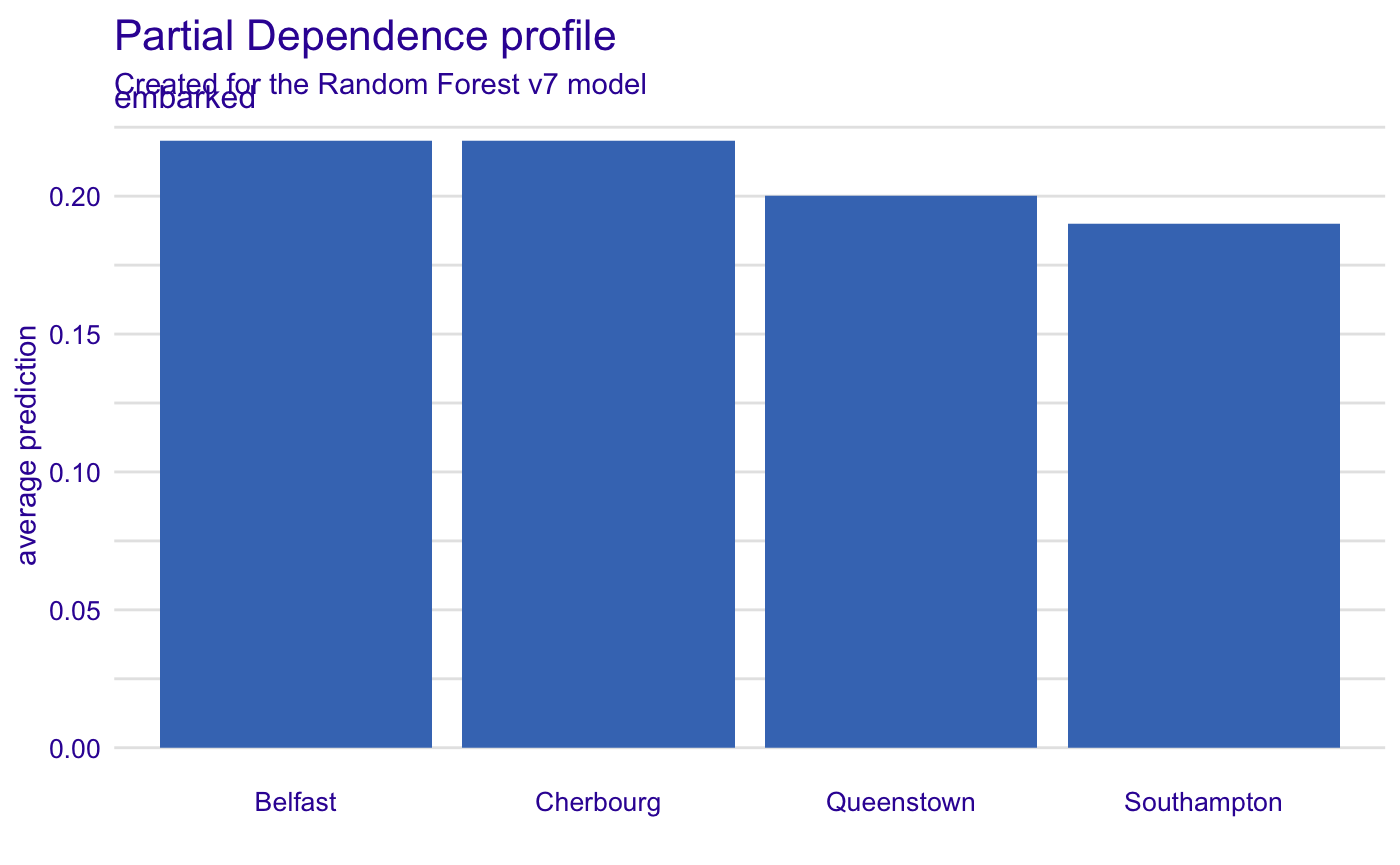 Partial Dependence profile
Created for the Random Forest v7 model
embarked
average prediction
0.20
0.15
0.10
0.05
0.00
Belfast Cherbourg Queenstown Southampton